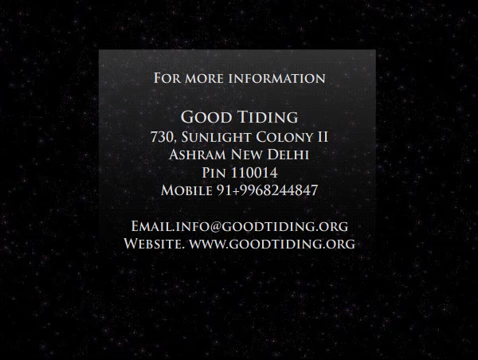 For more information
Good Tiding
730, Sunlight Colony II
Ashram New Delhi
Pin 110014
Mobile 91+9968244847
Email.info@goodtiding.org
Website. www.goodtiding.org